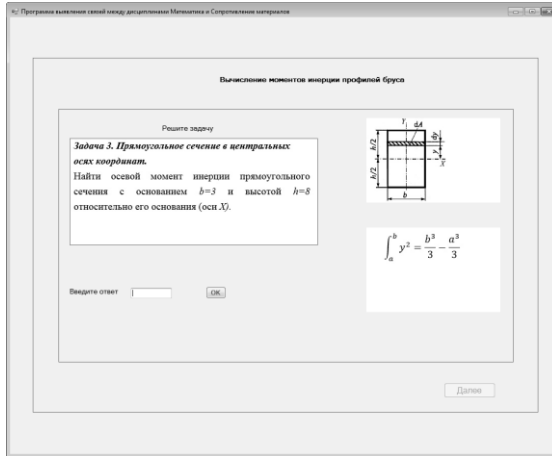 Программа выявления связей между дисциплинами Математика и Сопротивление материалов
Вычисление моментов инерции профилей бруса
Решите задачу
Задача 3. Прямоугольное сечение в центральных
осях координат.
Найти осевой момент инерции прямоугольного
сечения с основанием b=3 и высотой h=8
относительно его основания (оси X).
Y dA
h/2 dy
y
X
h/2
b
∫_a^b y² = b³/3 − a³/3
Введите ответ OK
Далее